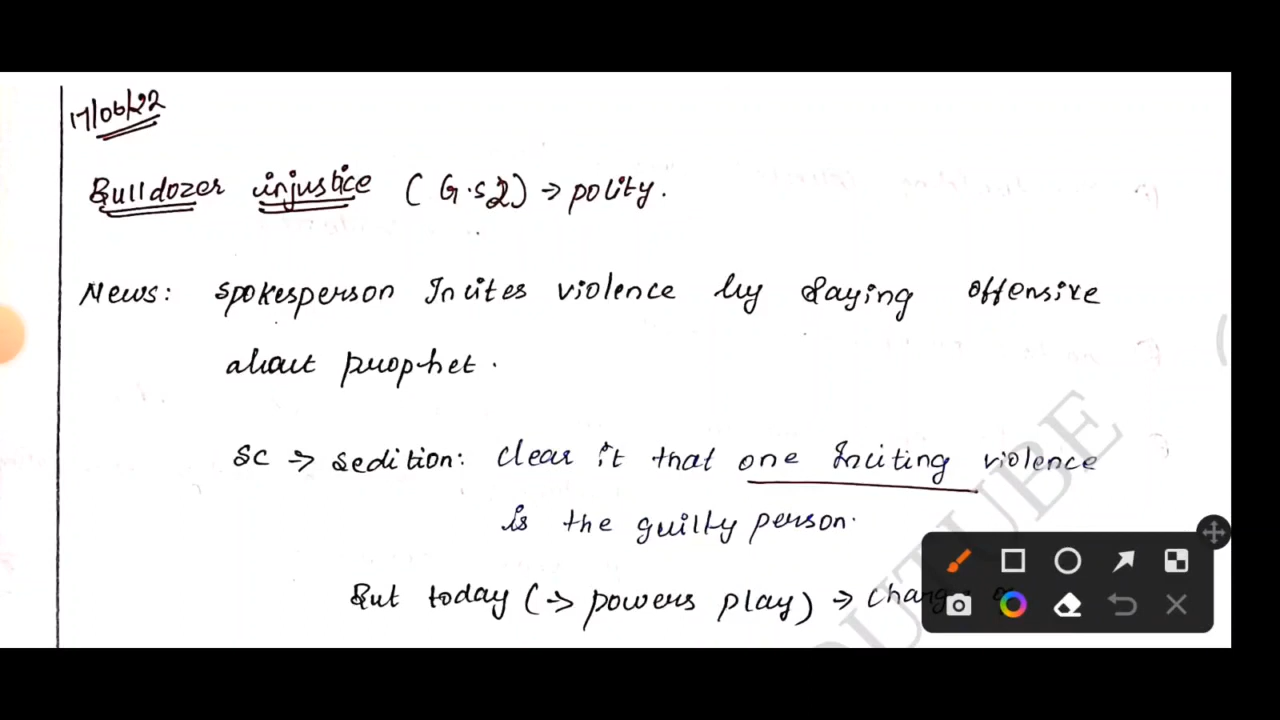 17/06/22
Bulldozer injustice (G.S2) → polity.
News: spokesperson Incites violence by saying offensive
about prophet.
SC → sedition: clear it that one Inciting violence
is the guilty person.
But today (→ powers play) →
OUTUBE